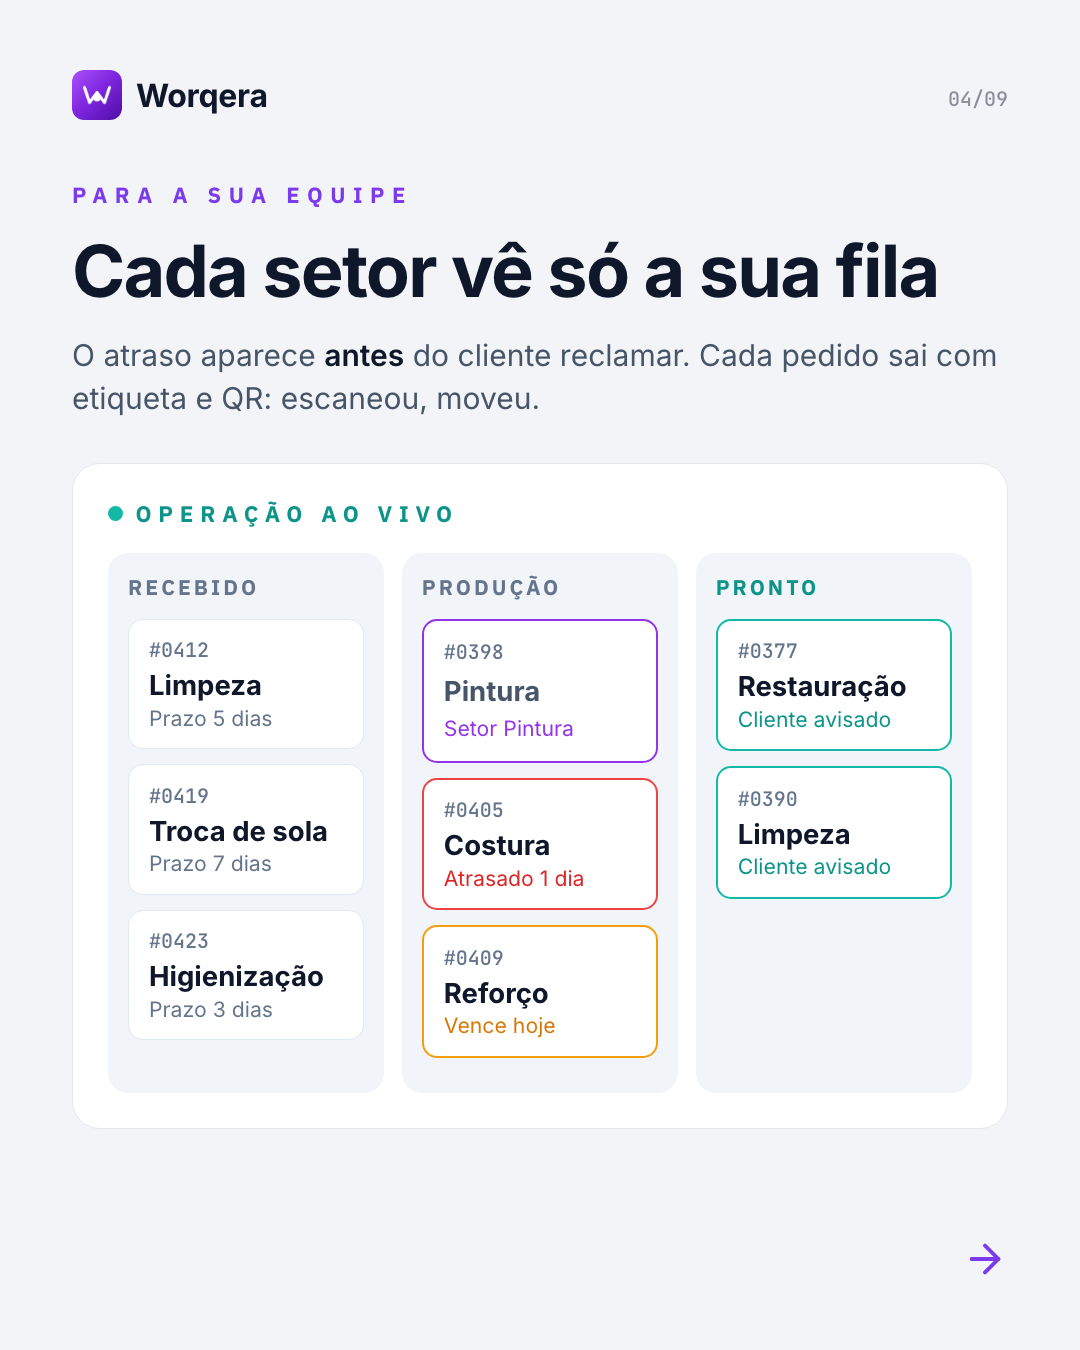 Worqera
04/09
PARA A SUA EQUIPE
Cada setor vê só a sua fila
O atraso aparece antes do cliente reclamar. Cada pedido sai com
etiqueta e QR: escaneou, moveu.
OPERAÇÃO AO VIVO
RECEBIDO
#0412
Limpeza
Prazo 5 dias
#0419
Troca de sola
Prazo 7 dias
#0423
Higienização
Prazo 3 dias
PRODUÇÃO
#0398
Pintura
Setor Pintura
#0405
Costura
Atrasado 1 dia
#0409
Reforço
Vence hoje
PRONTO
#0377
Restauração
Cliente avisado
#0390
Limpeza
Cliente avisado